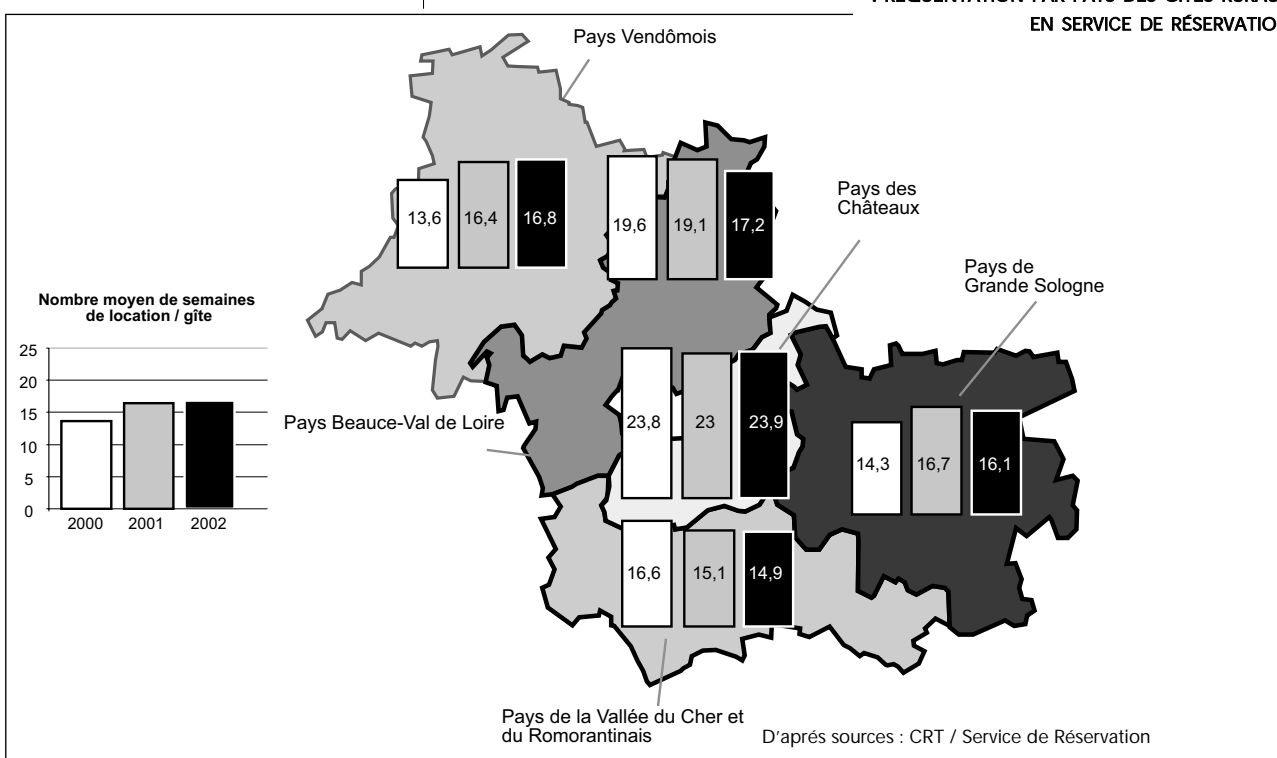 EN SERVICE DE RÉSERVATIO
Pays Vendômois
Pays des
Châteaux
Pays de
Grande Sologne
13,6
16,4
16,8
19,6
19,1
17,2
Nombre moyen de semaines
de location / gîte
25
20
15
10
5
0
2000
2001
2002
Pays Beauce-Val de Loire
23,8
23
23,9
14,3
16,7
16,1
16,6
15,1
14,9
Pays de la Vallée du Cher et
du Romorantinais
D'aprés sources : CRT / Service de Réservation